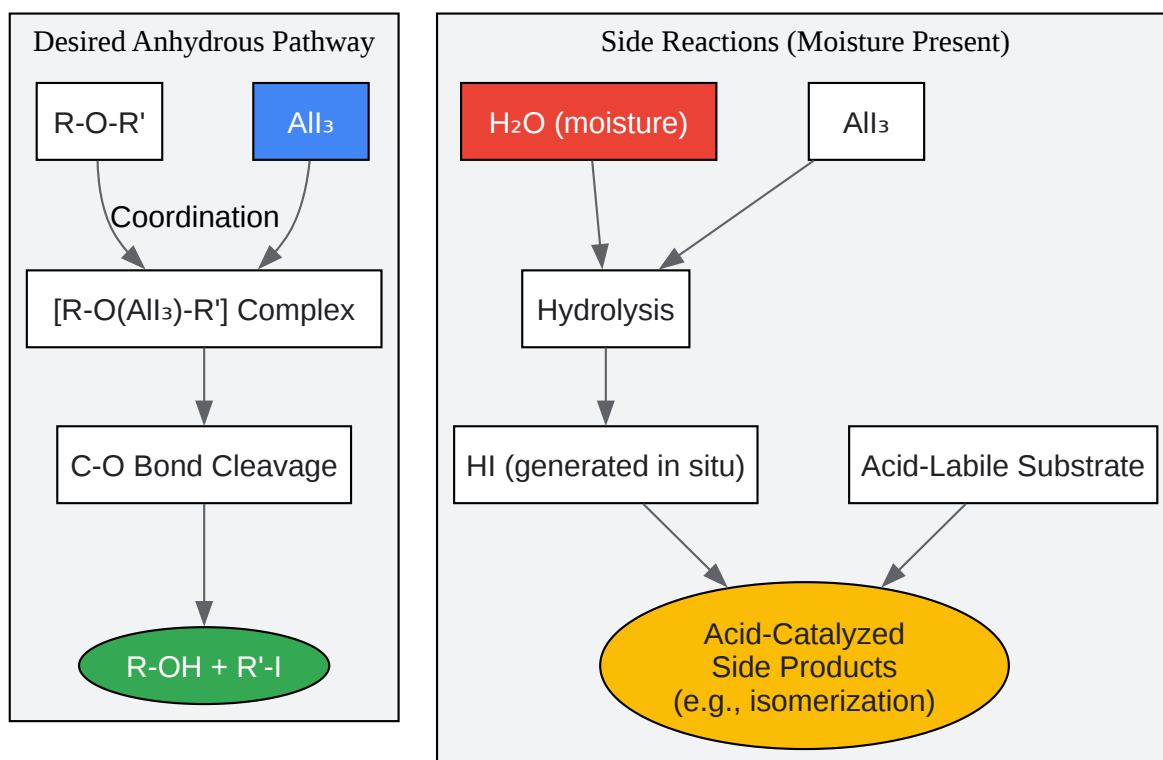 Desired Anhydrous Pathway
R-O-R'
AlI₃
Coordination
[R-O(AlI₃)-R'] Complex
C-O Bond Cleavage
R-OH + R'-I
Side Reactions (Moisture Present)
H₂O (moisture)
AlI₃
Hydrolysis
HI (generated in situ)
Acid-Labile Substrate
Acid-Catalyzed
Side Products
(e.g., isomerization)